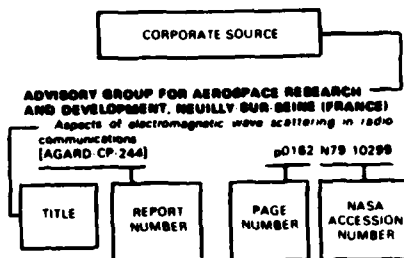 CORPORATE SOURCE
ADVISORY GROUP FOR AEROSPACE RESEARCH
AND DEVELOPMENT, NEUILLY-SUR-SEINE (FRANCE)
Aspects of electromagnetic wave scattering in radio
communications
[AGARD-CP-244] p0162 N79 10299
TITLE
REPORT
NUMBER
PAGE
NUMBER
NASA
ACCESSION
NUMBER